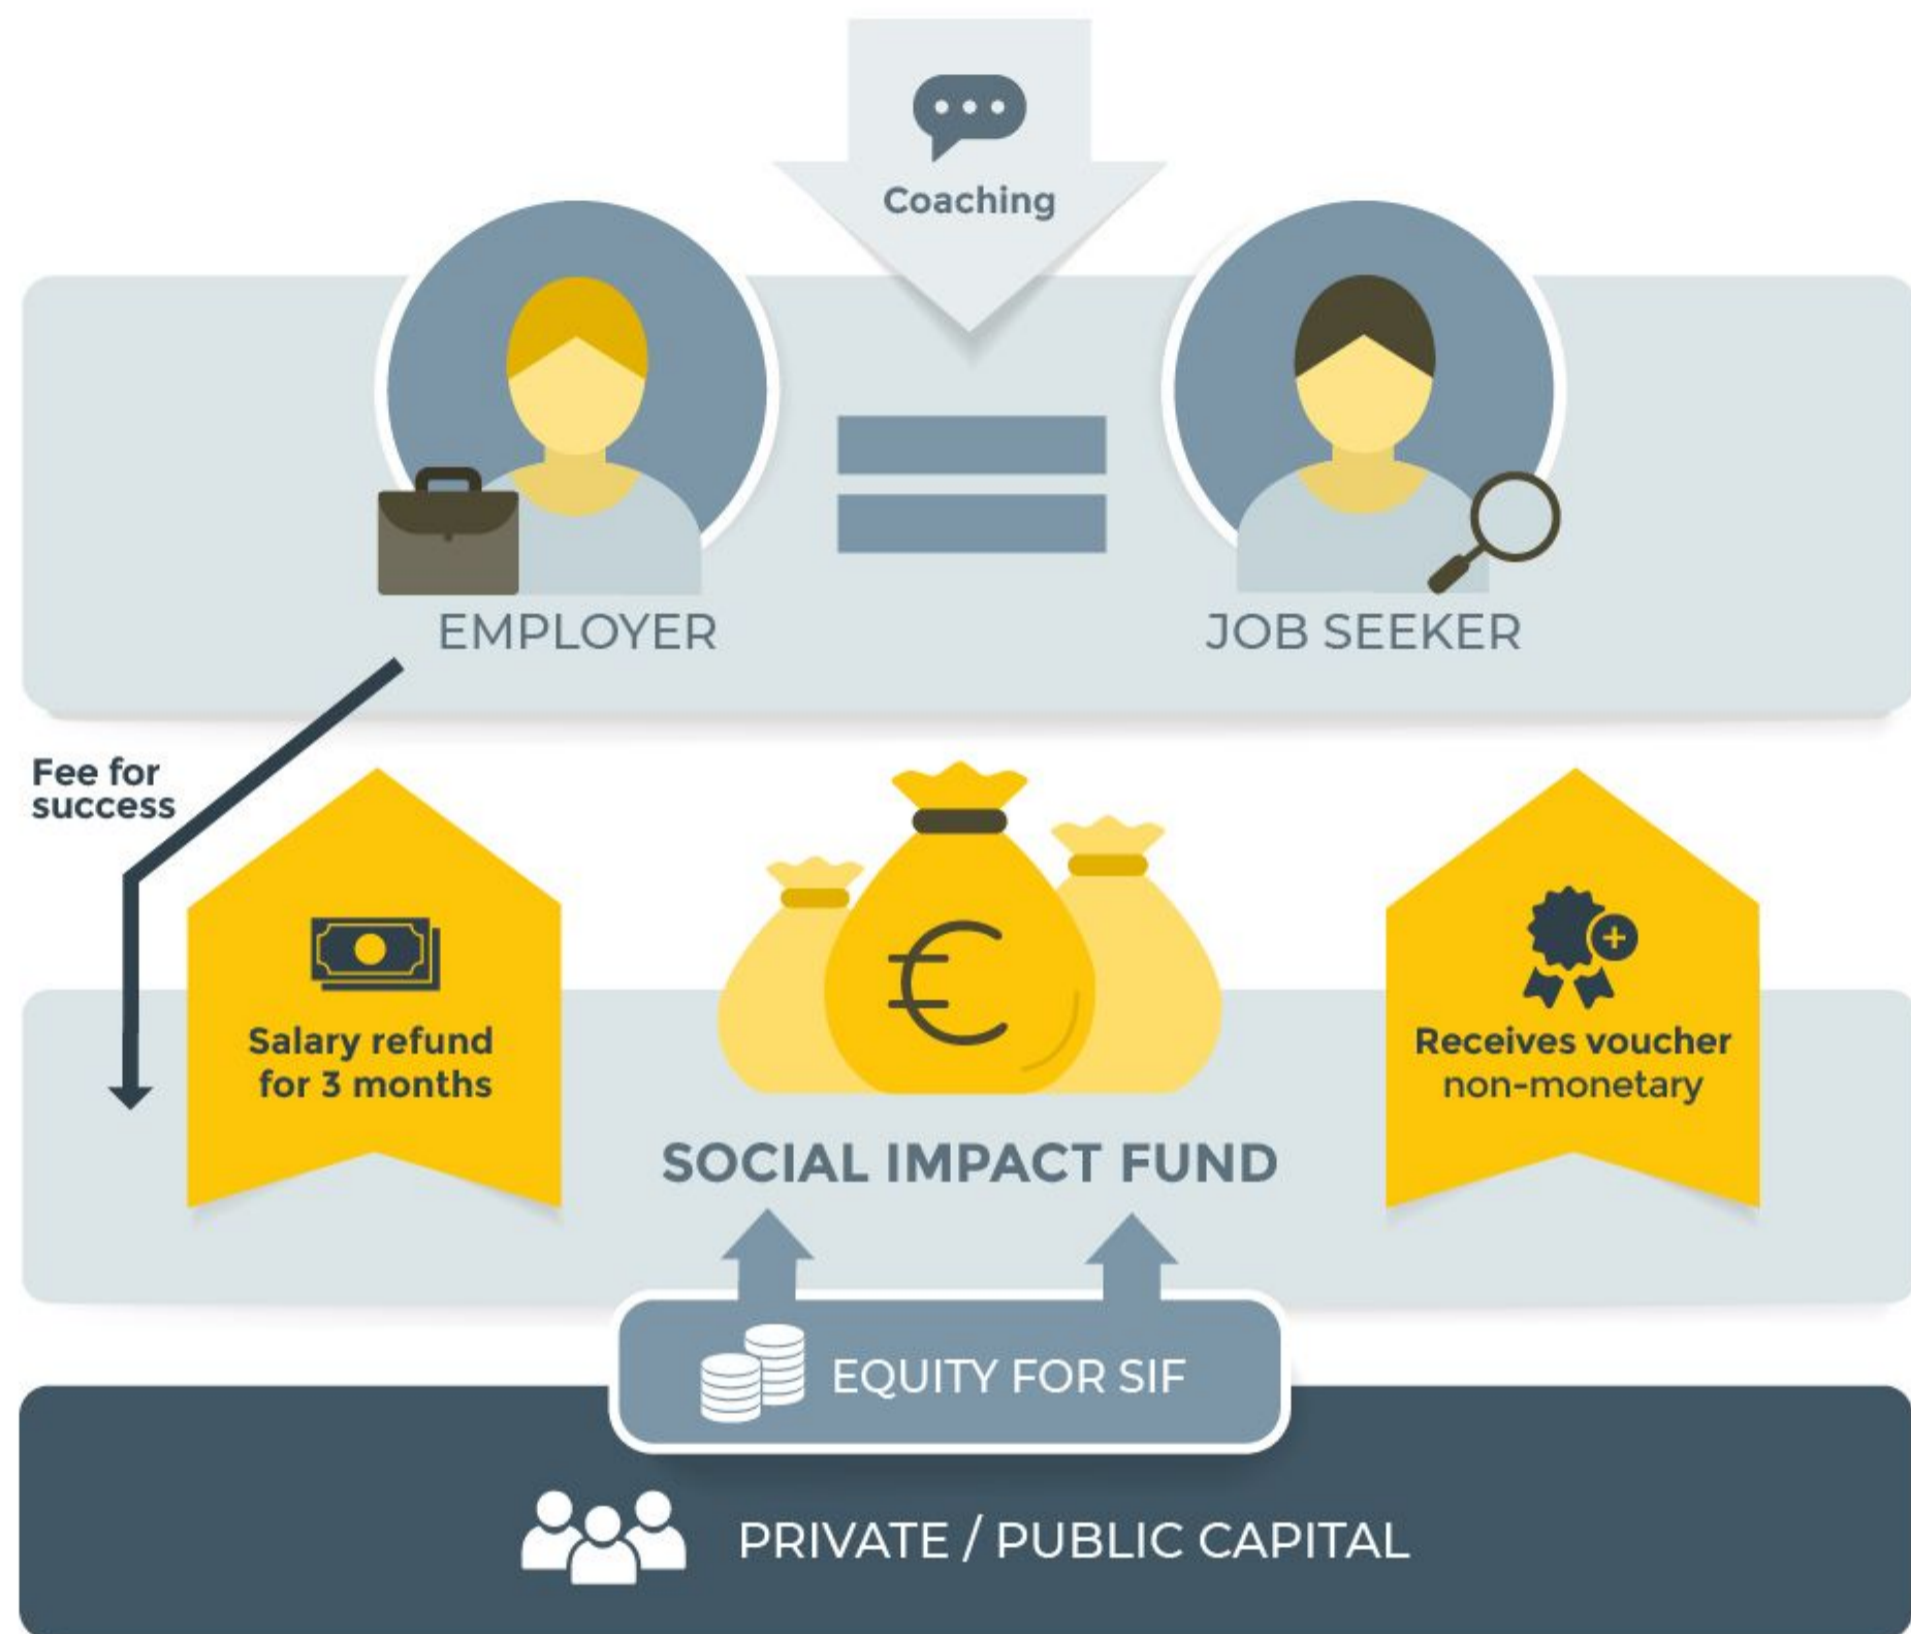 Coaching
EMPLOYER
JOB SEEKER
Fee for
success
Salary refund
for 3 months
€
Receives voucher
non-monetary
SOCIAL IMPACT FUND
EQUITY FOR SIF
PRIVATE / PUBLIC CAPITAL